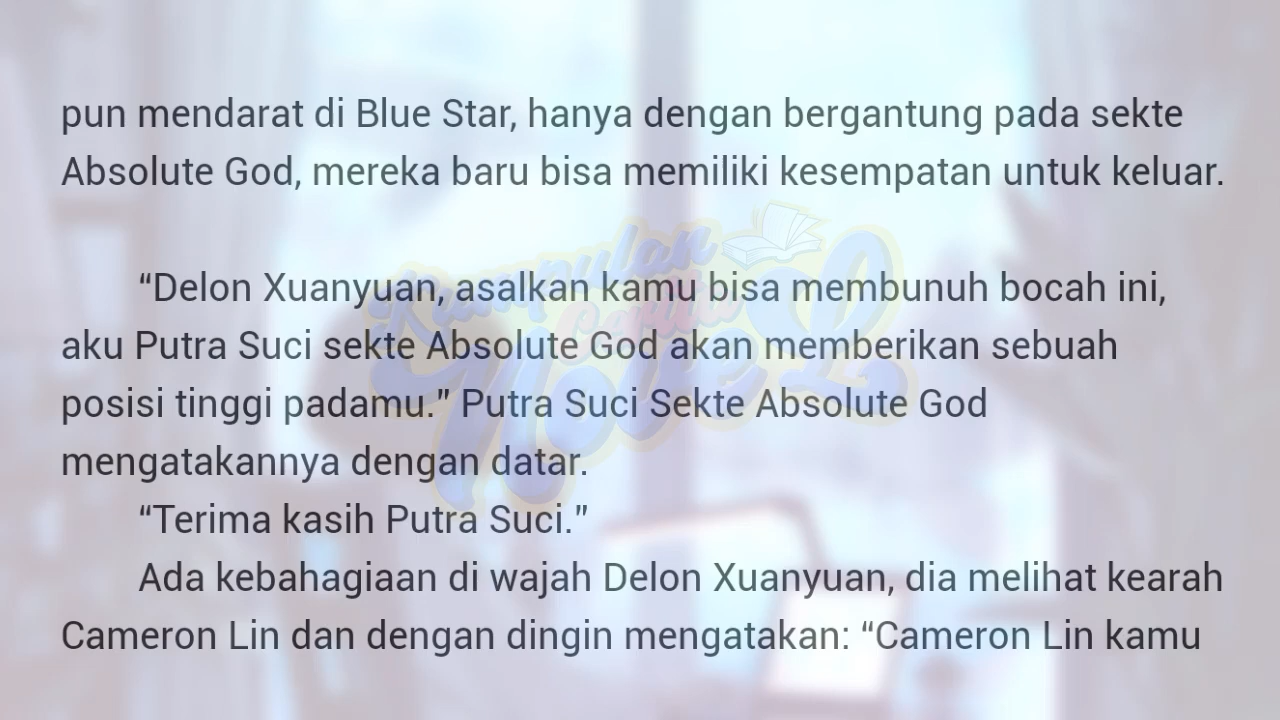 pun mendarat di Blue Star, hanya dengan bergantung pada sekte
Absolute God, mereka baru bisa memiliki kesempatan untuk keluar.
“Delon Xuanyuan, asalkan kamu bisa membunuh bocah ini,
aku Putra Suci sekte Absolute God akan memberikan sebuah
posisi tinggi padamu.” Putra Suci Sekte Absolute God
mengatakannya dengan datar.
“Terima kasih Putra Suci.”
Ada kebahagiaan di wajah Delon Xuanyuan, dia melihat kearah
Cameron Lin dan dengan dingin mengatakan: “Cameron Lin kamu
Kumpulan
Cerita
Novel